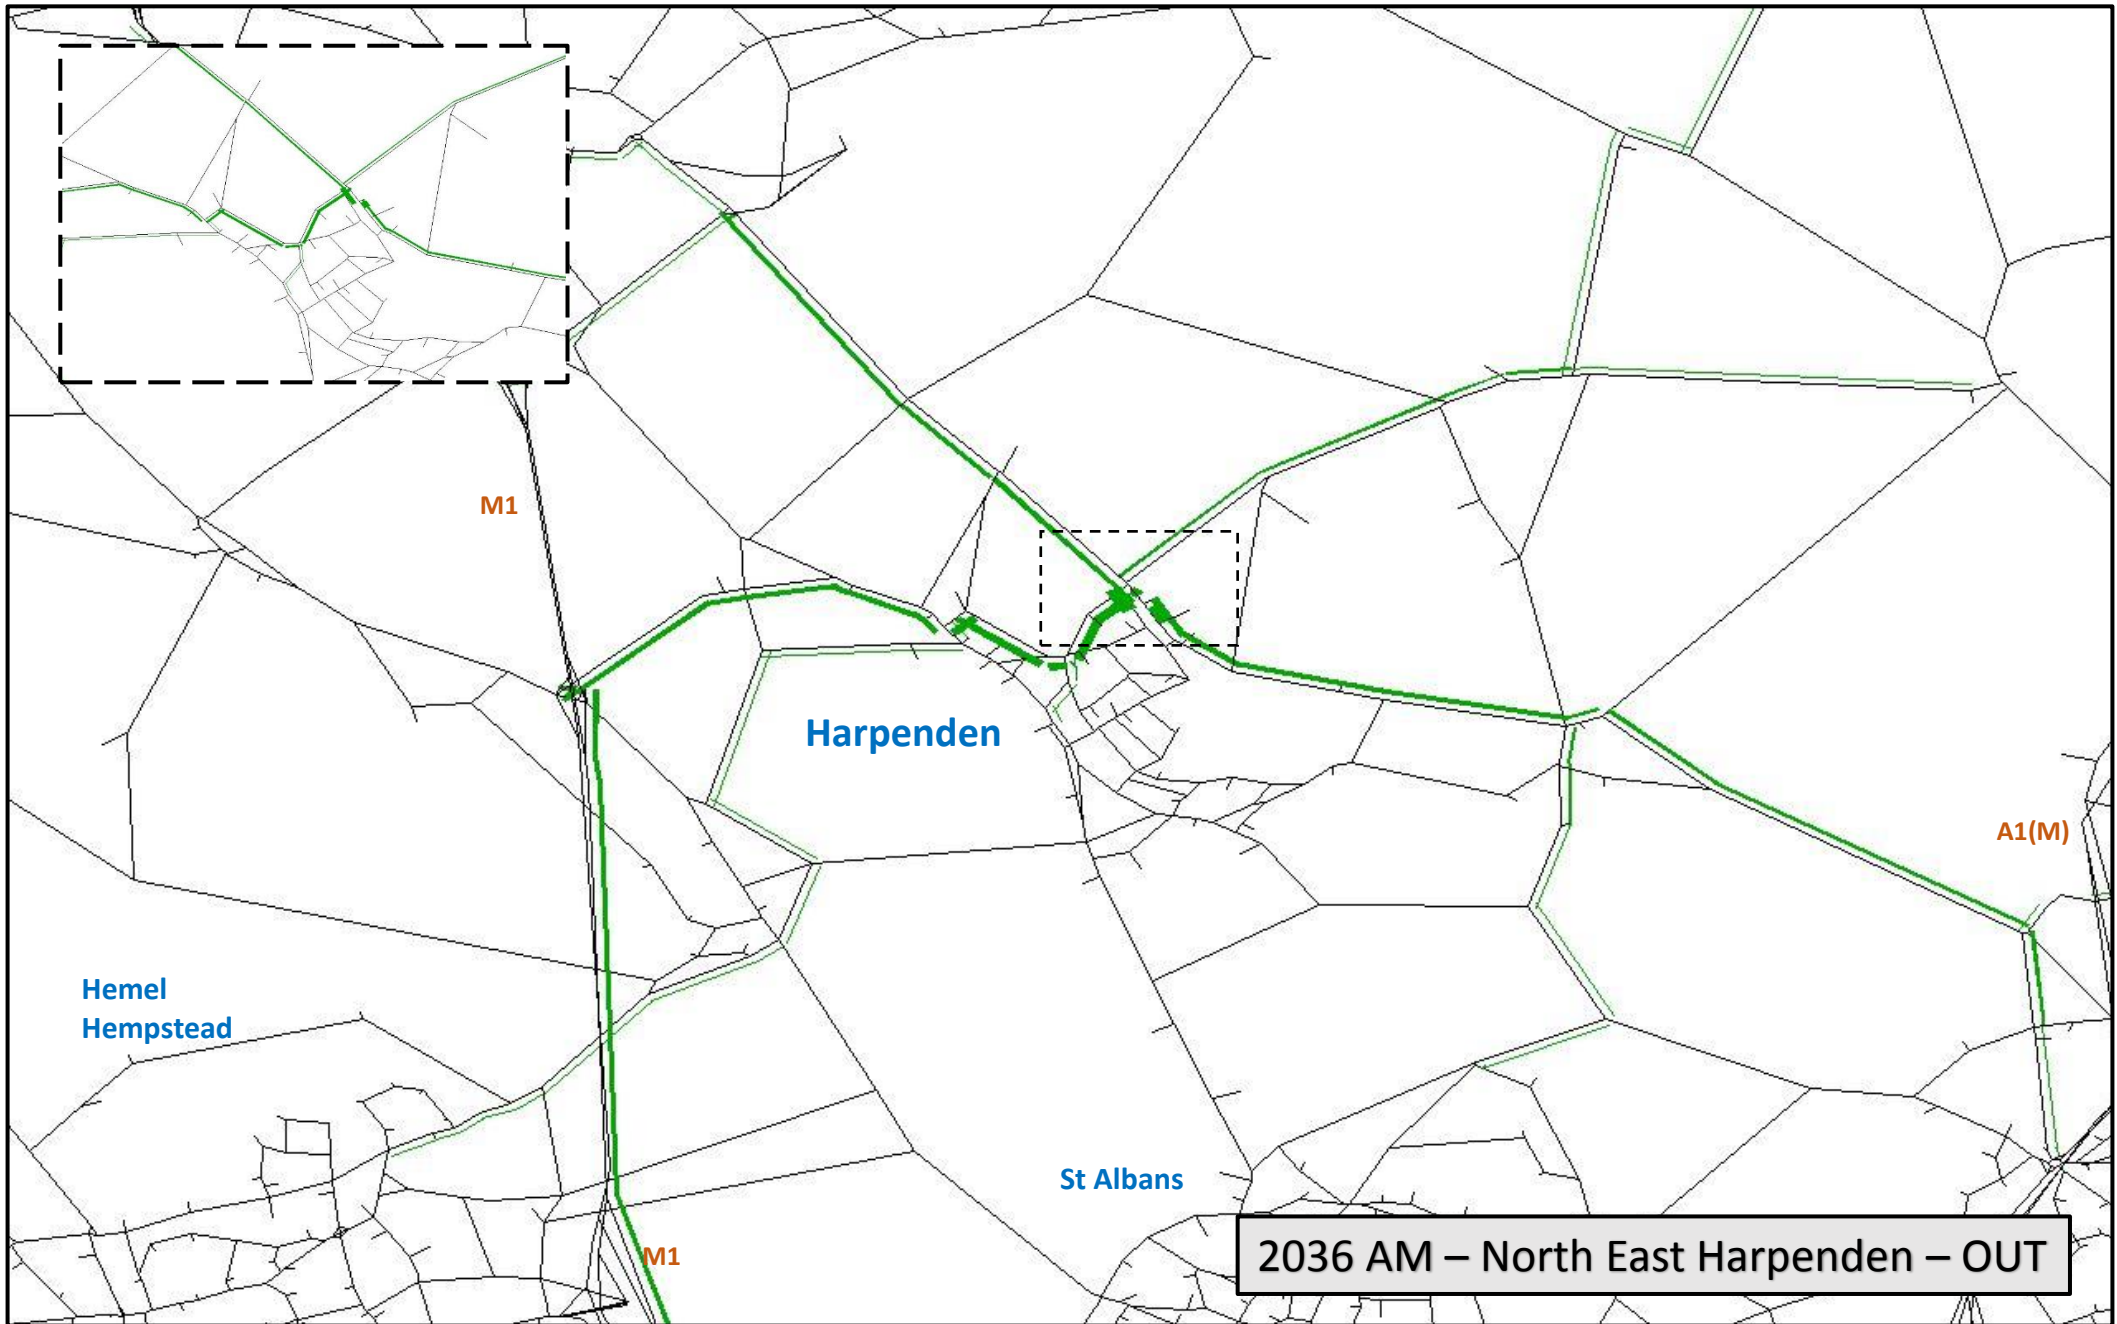 M1
Harpenden
A1(M)
Hemel
Hempstead
St Albans
M1
2036 AM – North East Harpenden – OUT